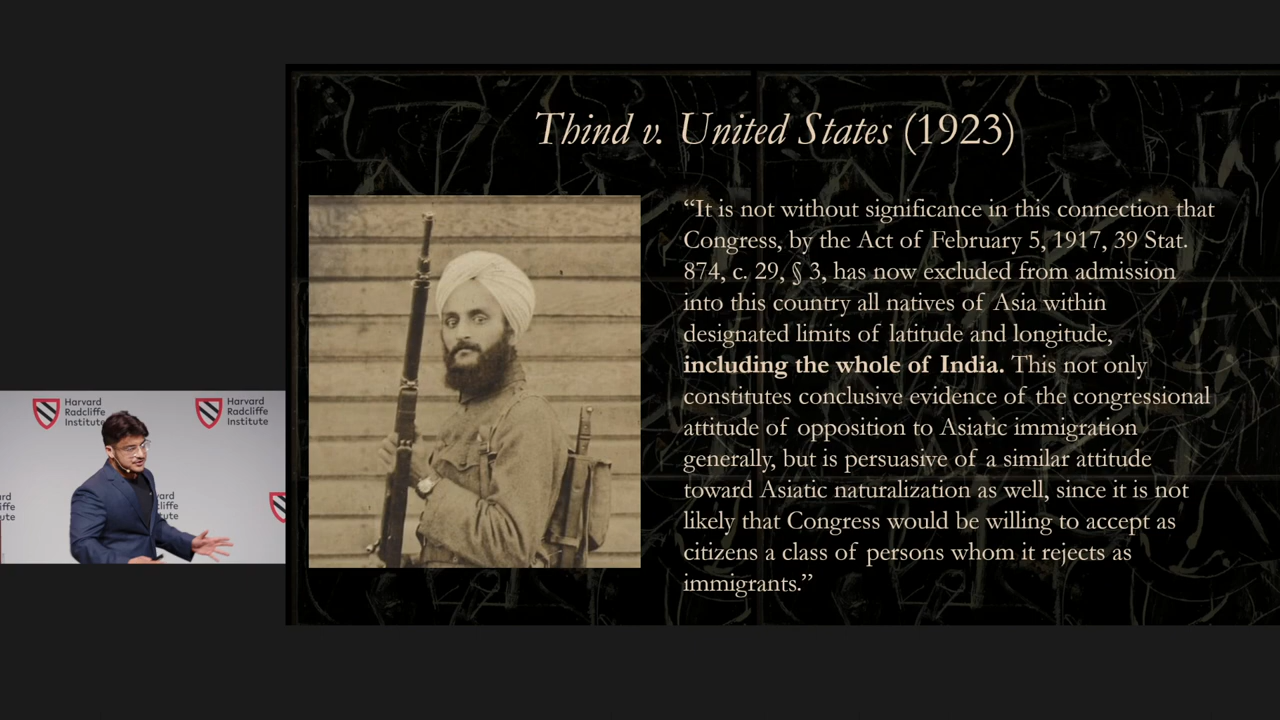 Thind v. United States (1923)
“It is not without significance in this connection that
Congress, by the Act of February 5, 1917, 39 Stat.
874, c. 29, § 3, has now excluded from admission
into this country all natives of Asia within
designated limits of latitude and longitude,
including the whole of India. This not only
constitutes conclusive evidence of the congressional
attitude of opposition to Asiatic immigration
generally, but is persuasive of a similar attitude
toward Asiatic naturalization as well, since it is not
likely that Congress would be willing to accept as
citizens a class of persons whom it rejects as
immigrants.”
Harvard
Radcliffe
Institute
Harvard
Radcliffe
Institute